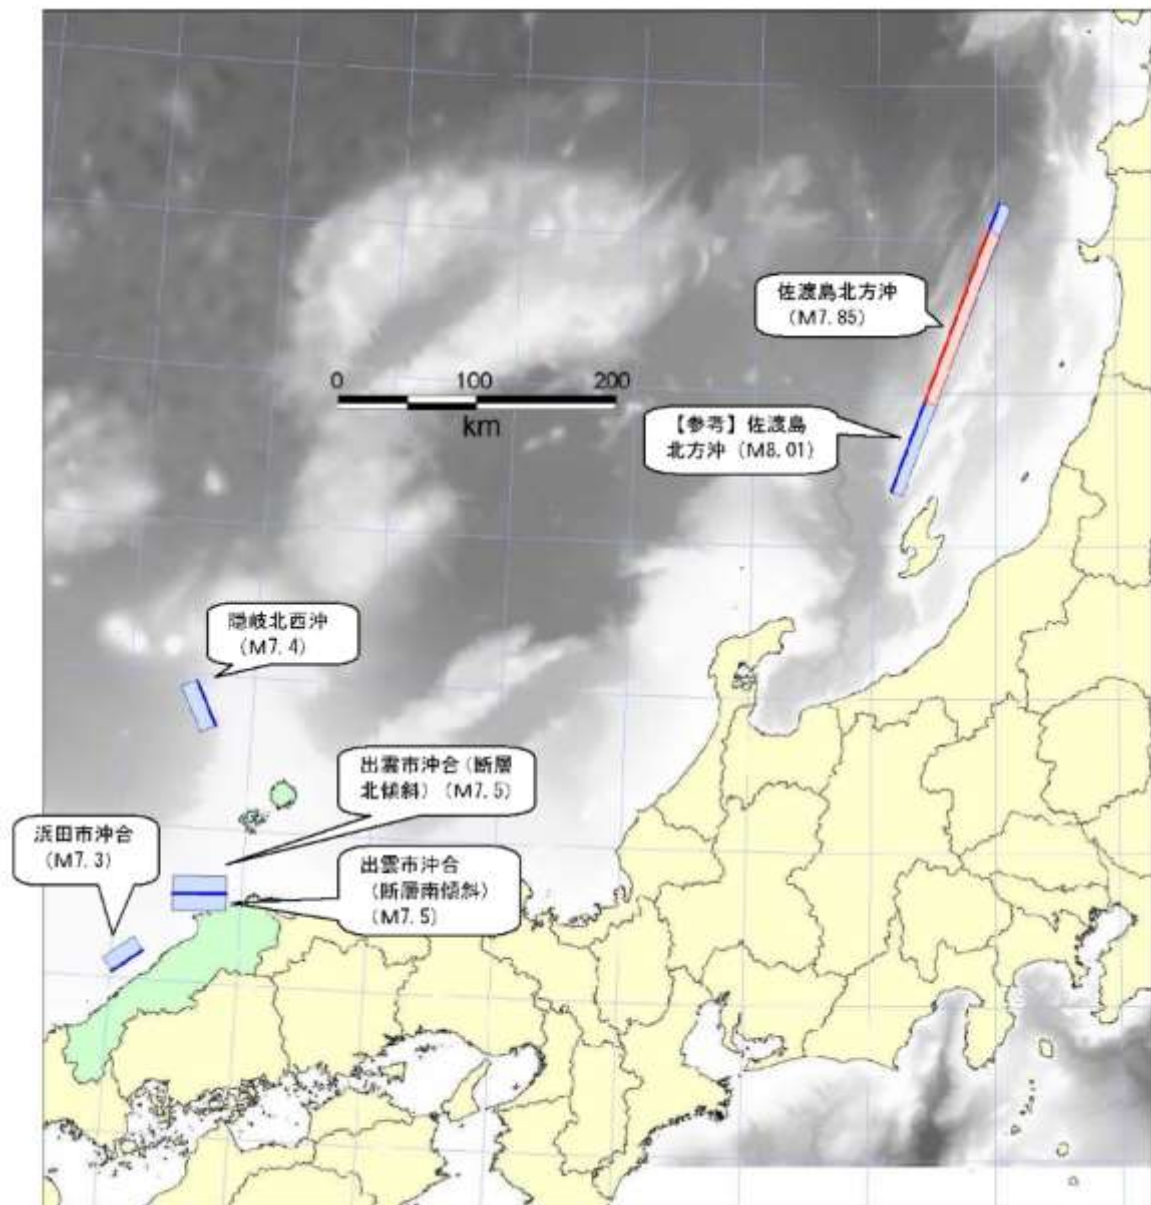 佐渡島北方沖
(M7.85)
0 100 200
km
【参考】佐渡島
北方沖 (M8.01)
隠岐北西沖
(M7.4)
出雲市沖合(断層
北傾斜) (M7.5)
浜田市沖合
(M7.3)
出雲市沖合
(断層南傾斜)
(M7.5)